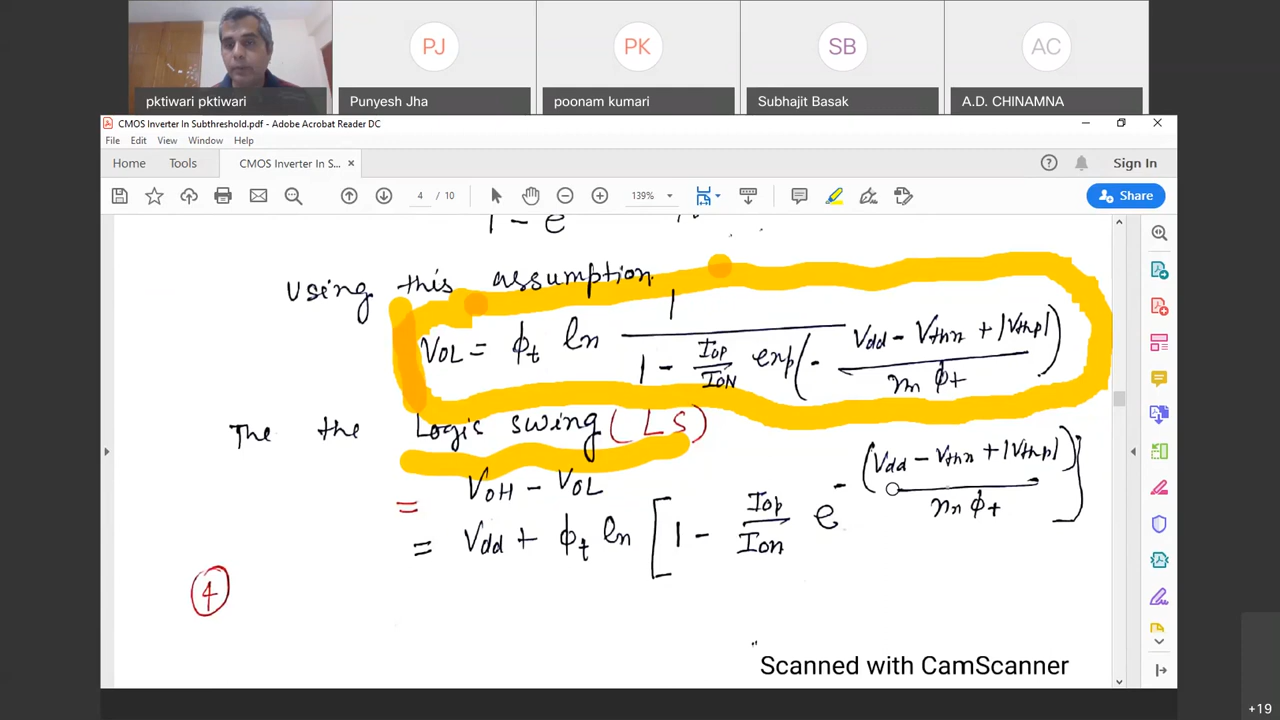 PJ PK SB AC
pktiwari pktiwari Punyesh Jha poonam kumari Subhajit Basak A.D. CHINAMNA
CMOS Inverter In Subthreshold.pdf - Adobe Acrobat Reader DC
File Edit View Window Help
Home Tools CMOS Inverter In S... × Sign In
4 / 10 139% Share
1 - e
Using this assumption
VOL = ϕt ln 1 / (1 - IOP/ION exp(- (Vdd - Vthn + |Vthp|) / (nn ϕt)))
The the Logic swing (LS)
= VOH - VOL
= Vdd + ϕt ln [1 - Iop/Ion e^-((Vdd - Vthn + |Vthp|) / (nn ϕt))]
4
Scanned with CamScanner
+19